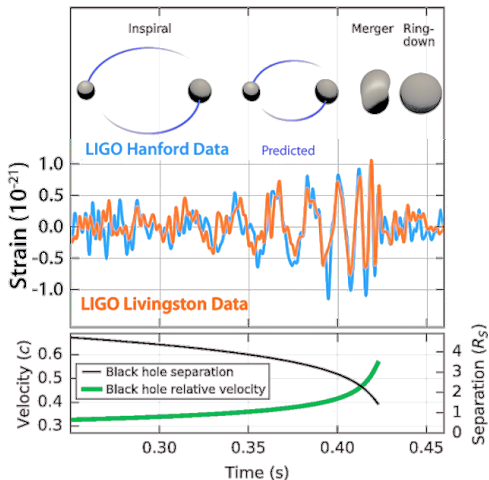 Inspiral
Merger
Ring-
down
LIGO Hanford Data
Predicted
Strain (10-21)
1.0
0.5
0.0
-0.5
-1.0
LIGO Livingston Data
Velocity (c)
0.6
0.5
0.4
0.3
Black hole separation
Black hole relative velocity
4
3
2
1
0
Separation (RS)
0.30
0.35
0.40
0.45
Time (s)